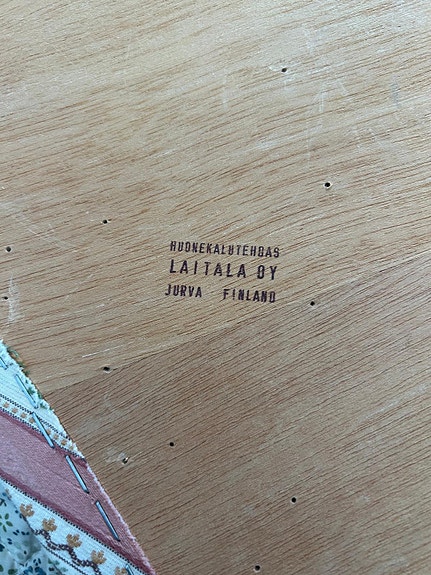 HUONEKALUTEHDAS
LAITALA OY
JURVA FINLAND